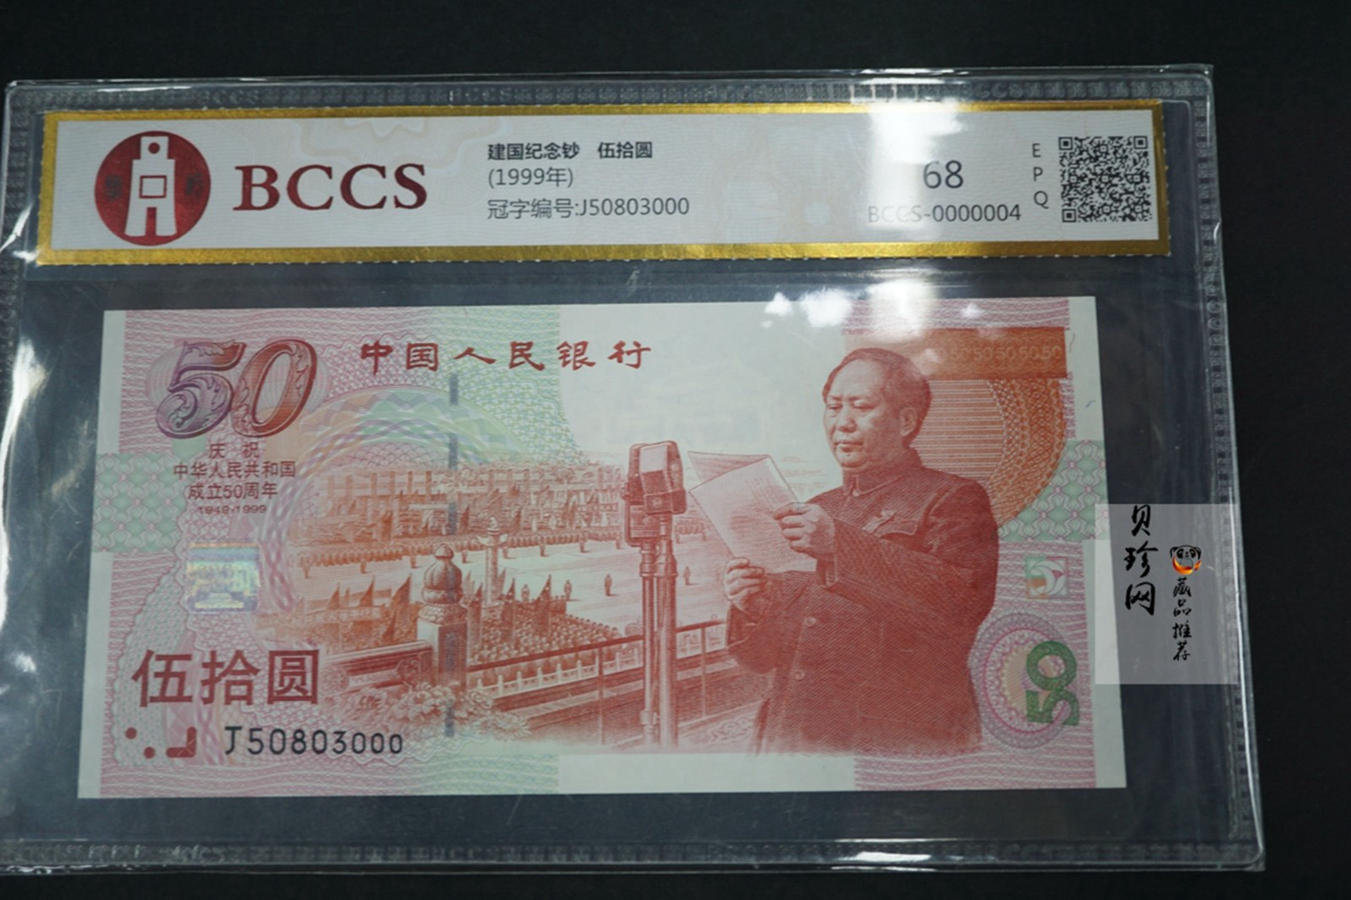 BCCS
建国纪念钞 伍拾圆
(1999年)
冠字编号:J50803000
68
BCCS-0000004
EPQ
50
中国人民银行
庆祝
中华人民共和国
成立50周年
1949-1999
伍拾圆
J50803000
50505050
50
贝珍网
藏品推荐